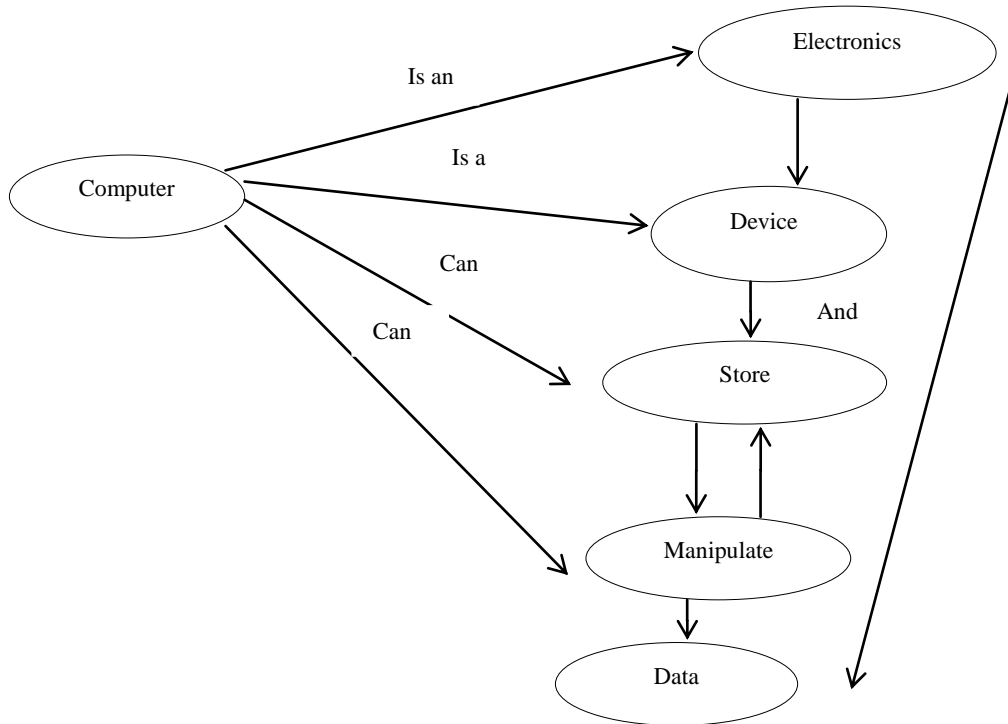 Electronics
Is an
Is a
Computer
Device
Can
And
Can
Store
Manipulate
Data